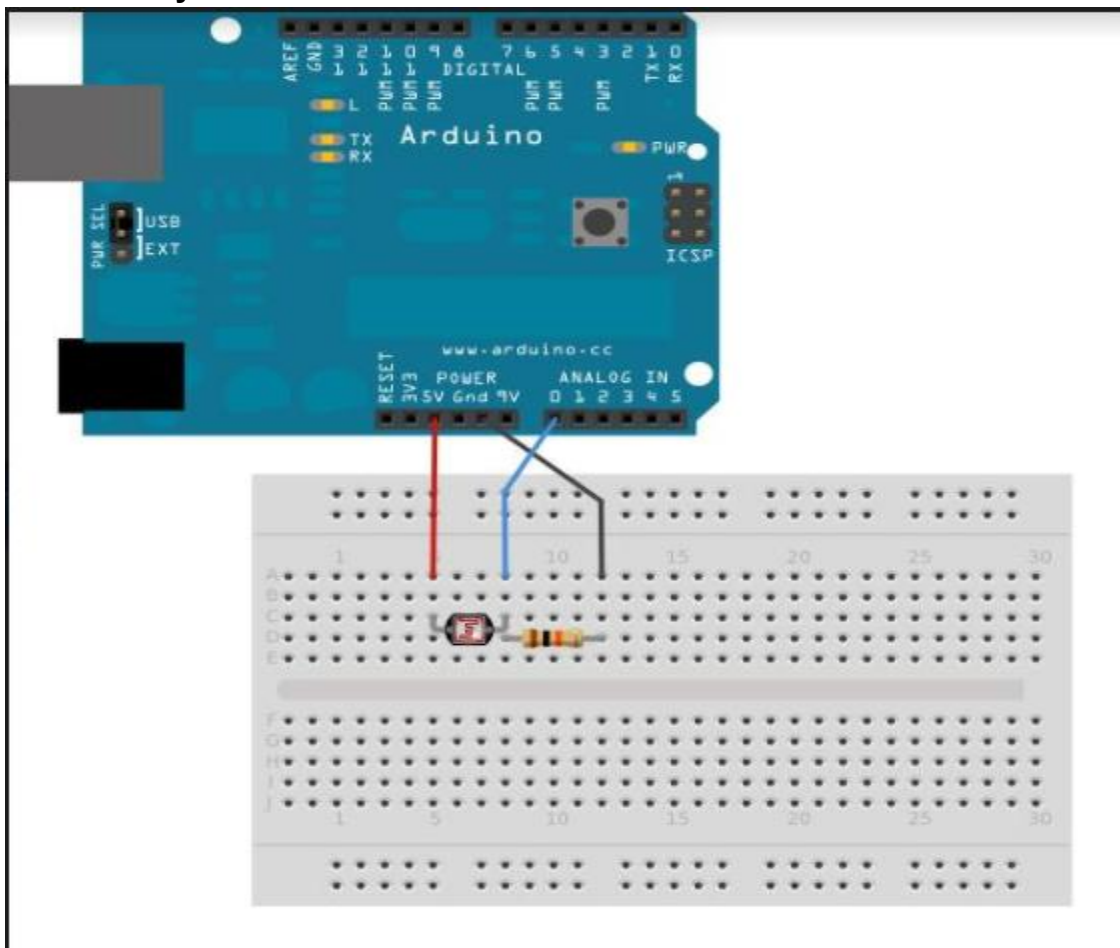 AREF GND 13 12 11 10 9 8 7 6 5 4 3 2 1 0
PWM PWM PWM DIGITAL PWM PWM PWM TX RX
L
TX
RX
Arduino
PWR
1
ICSP
PWR SEL
USB
EXT
www.arduino.cc
POWER ANALOG IN
RESET 3V3 5V Gnd 9V 0 1 2 3 4 5
1 10 15 20 25 30
A
B
C
D
E
F
G
H
I
J
1 5 10 15 20 25 30